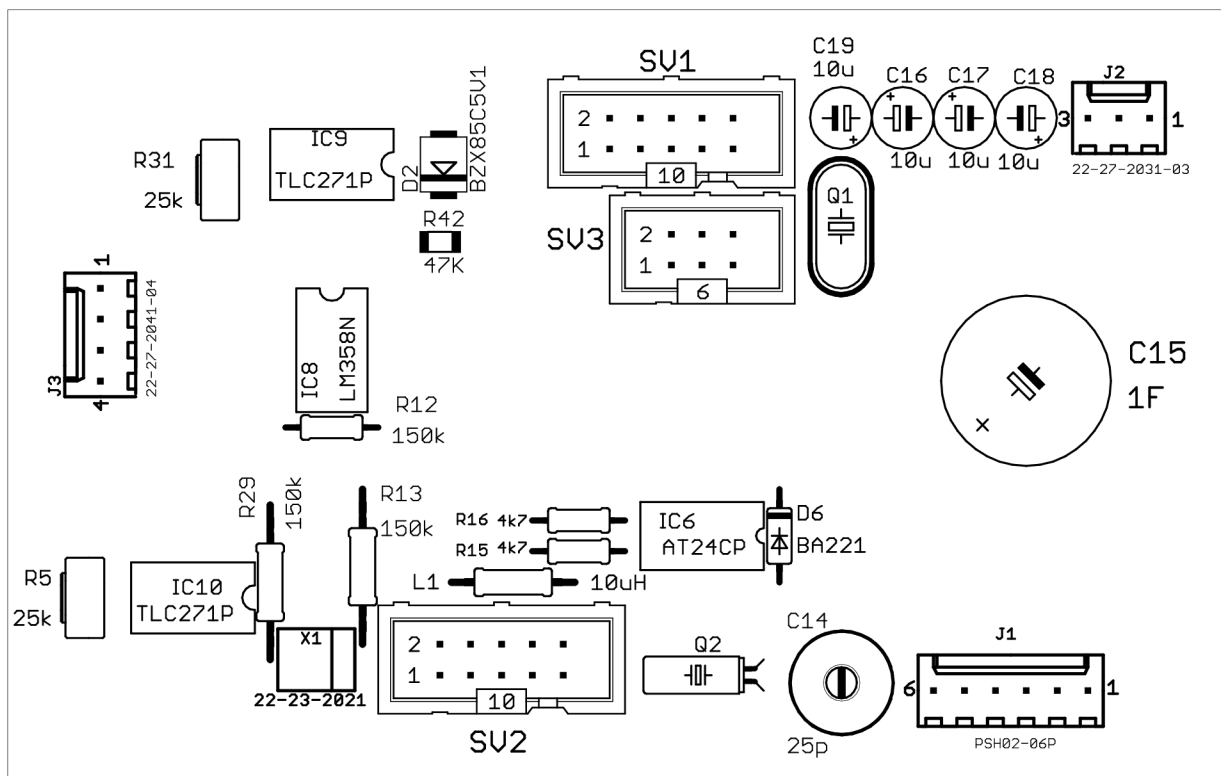 SV1
2
1
10
C19
10u
C16
10u
C17
10u
C18
10u
J2
3
1
22-27-2031-03
R31
25k
IC9
TLC271P
D2
BZX85C5V1
R42
47K
SV3
2
1
6
Q1
1
J3
4
22-27-2041-04
IC8
LM358N
R12
150k
C15
1F
R29
150k
R13
150k
R16 4k7
R15 4k7
L1
10uH
IC6
AT24CP
D6
BA221
R5
25k
IC10
TLC271P
X1
22-23-2021
2
1
10
SV2
Q2
C14
25p
J1
6
1
PSH02-06P